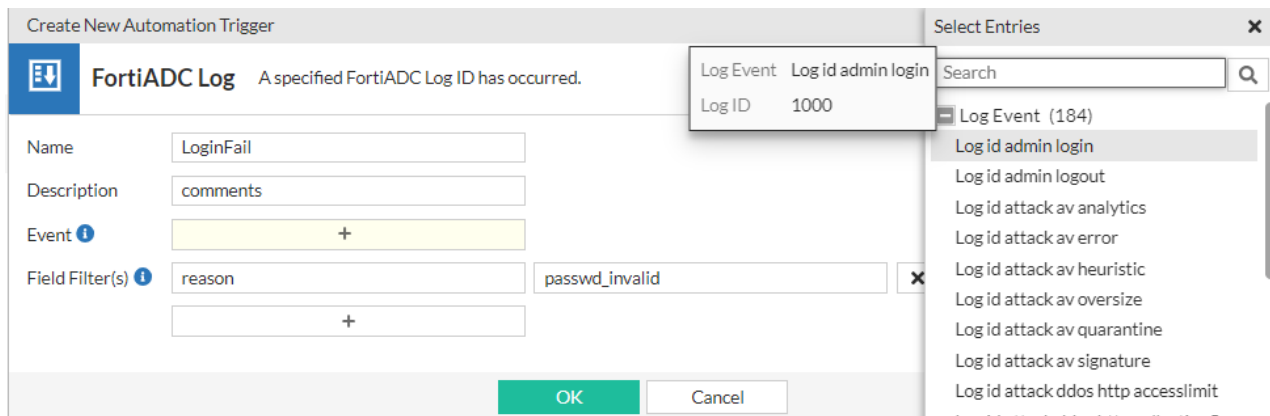 Create New Automation Trigger
FortiADC Log A specified FortiADC Log ID has occurred.
Log Event Log id admin login
Log ID 1000
Name LoginFail
Description comments
Event +
Field Filter(s) reason passwd_invalid
+
OK Cancel
Select Entries
Search
Log Event (184)
Log id admin login
Log id admin logout
Log id attack av analytics
Log id attack av error
Log id attack av heuristic
Log id attack av oversize
Log id attack av quarantine
Log id attack av signature
Log id attack ddos http accesslimit